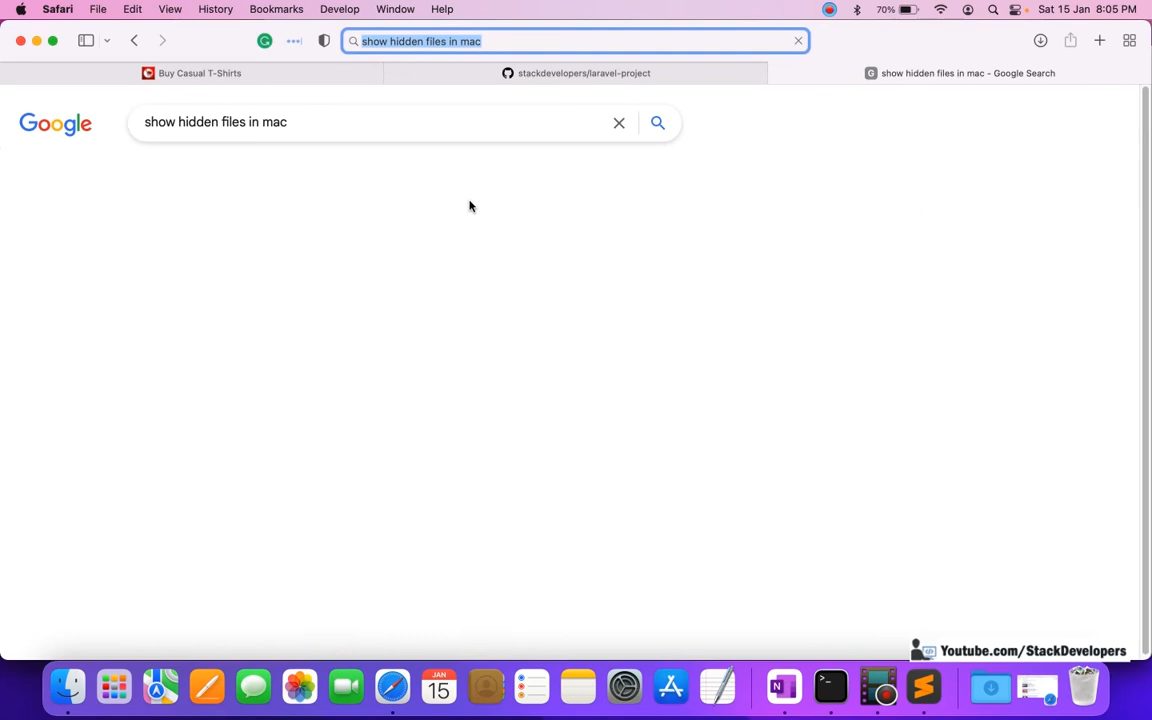 Safari File Edit View History Bookmarks Develop Window Help 70% Sat 15 Jan 8:05 PM
show hidden files in mac
Buy Casual T-Shirts stackdevelopers/laravel-project G show hidden files in mac - Google Search
Google show hidden files in mac
Youtube.com/StackDevelopers
JAN
15